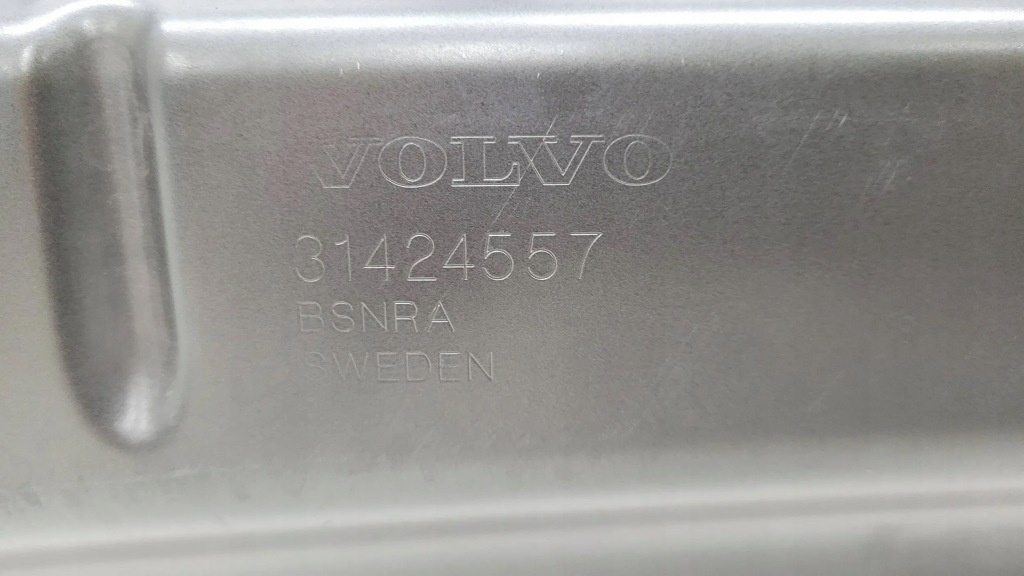 VOLVO
31424557
BSNRA
SWEDEN